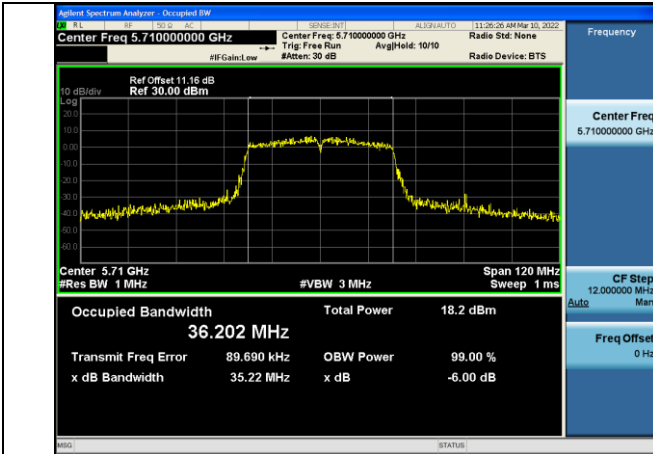 Agilent Spectrum Analyzer - Occupied BW
RL RF 50 Ω AC SENSE:INT ALIGNAUTO 11:26:26 AM Mar 10, 2022
Center Freq 5.710000000 GHz Center Freq: 5.710000000 GHz Radio Std: None
Trig: Free Run Avg|Hold: 10/10
#IFGain:Low #Atten: 30 dB Radio Device: BTS
Ref Offset 11.16 dB
10 dB/div Ref 30.00 dBm
Log
20.0
10.0
0.00
-10.0
-20.0
-30.0
-40.0
-50.0
-60.0
Center 5.71 GHz Span 120 MHz
#Res BW 1 MHz #VBW 3 MHz Sweep 1 ms
Occupied Bandwidth Total Power 18.2 dBm
36.202 MHz
Transmit Freq Error 89.690 kHz OBW Power 99.00 %
x dB Bandwidth 35.22 MHz x dB -6.00 dB
MSG STATUS
Frequency
Center Freq
5.710000000 GHz
CF Step
12.000000 MHz
Auto Man
Freq Offset
0 Hz